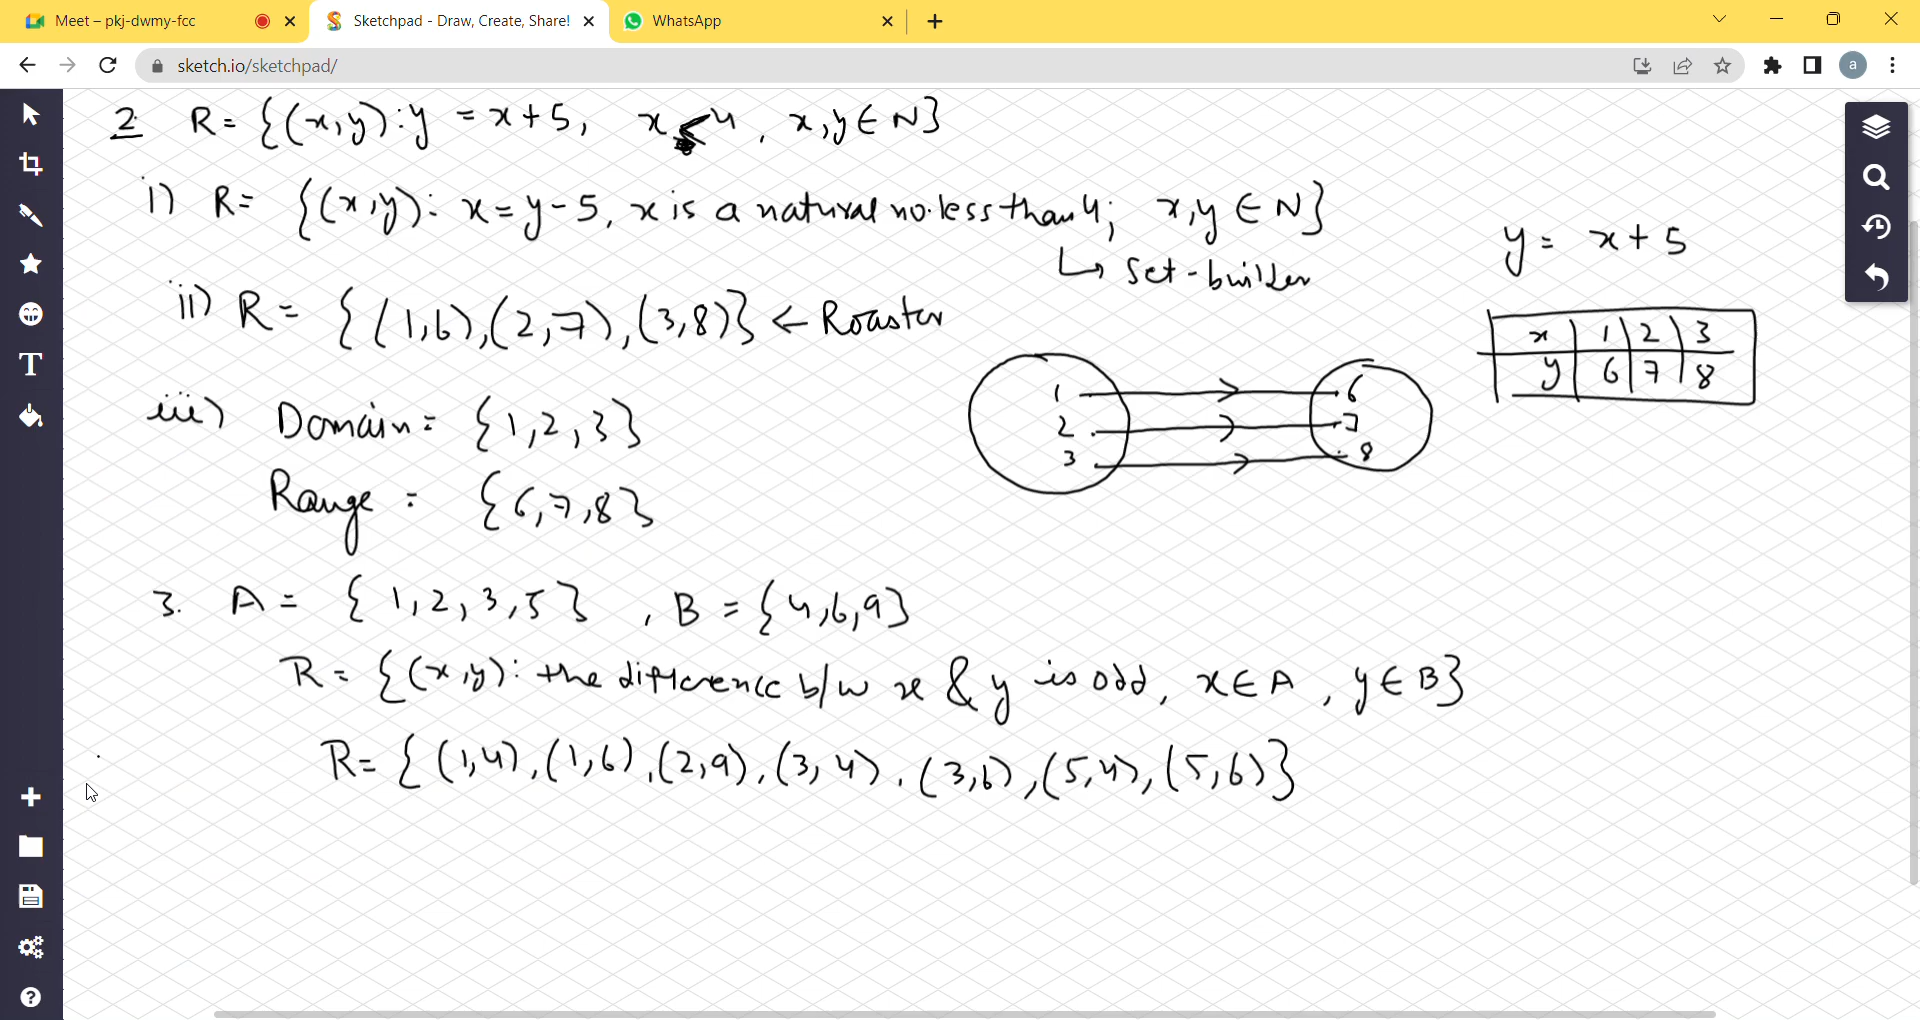 Meet – pkj-dwmy-fcc
Sketchpad - Draw, Create, Share!
WhatsApp
sketch.io/sketchpad/
a
2. R = {(x,y) : y = x + 5, x < 4, x,y ∈ N}
i) R = {(x,y) : x = y - 5, x is a natural no. less than 4; x,y ∈ N}
↳ Set-builder
y = x + 5
ii) R = {(1,6),(2,7),(3,8)} ← Roaster
x 1 2 3
y 6 7 8
iii) Domain = {1,2,3}
Range = {6,7,8}
1 6
2 7
3 8
3. A = {1,2,3,5} , B = {4,6,9}
R = {(x,y) : the difference b/w x & y is odd, x ∈ A , y ∈ B}
R = {(1,4),(1,6),(2,9),(3,4),(3,6),(5,4),(5,6)}
T